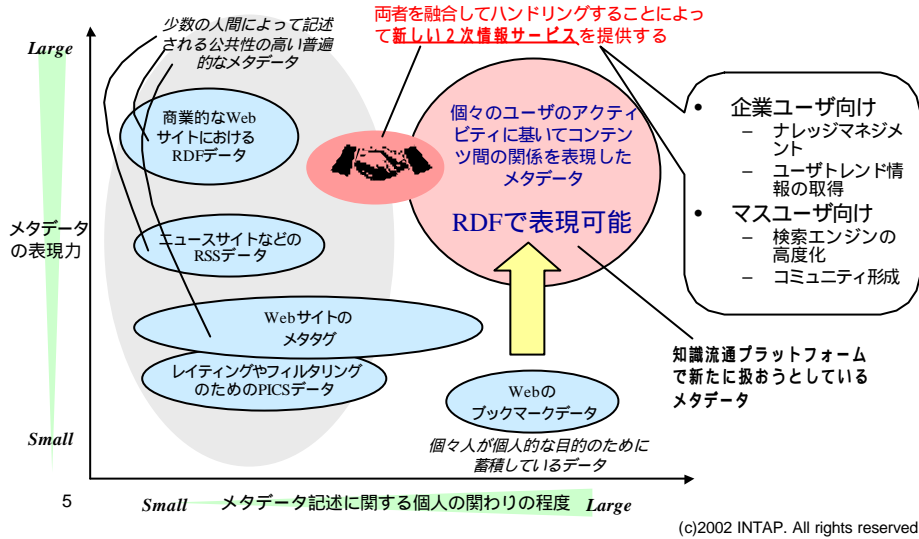 少数の人間によって記述
される公共性の高い普遍
的なメタデータ
両者を融合してハンドリングすることによっ
て新しい２次情報サービスを提供する
Large
商業的なWeb
サイトにおける
RDFデータ
個々のユーザのアクティ
ビティに基いてコンテン
ツ間の関係を表現した
メタデータ
RDFで表現可能
• 企業ユーザ向け
– ナレッジマネジメ
ント
– ユーザトレンド情
報の取得
• マスユーザ向け
– 検索エンジンの
高度化
– コミュニティ形成
メタデータ
の表現力
ニュースサイトなどの
RSSデータ
Webサイトの
メタタグ
レイティングやフィルタリング
のためのPICSデータ
Webの
ブックマークデータ
知識流通プラットフォーム
で新たに扱おうとしている
メタデータ
Small
個々人が個人的な目的のために
蓄積しているデータ
5
Small メタデータ記述に関する個人の関わりの程度 Large
(c)2002 INTAP. All rights reserved